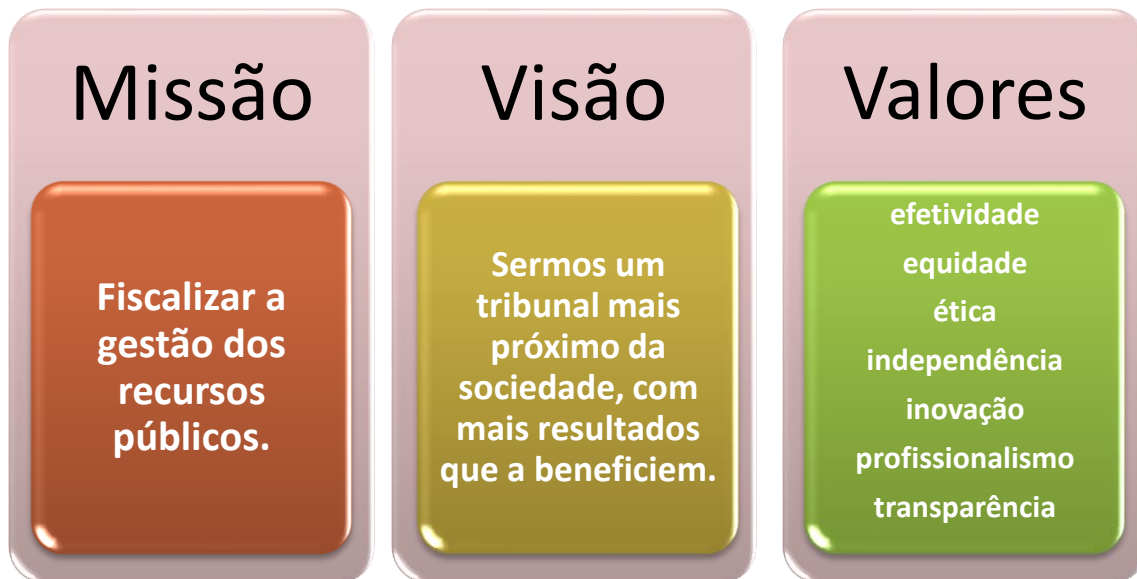 Missão
Fiscalizar a
gestão dos
recursos
públicos.
Visão
Sermos um
tribunal mais
próximo da
sociedade, com
mais resultados
que a beneficiem.
Valores
efetividade
equidade
ética
independência
inovação
profissionalismo
transparência